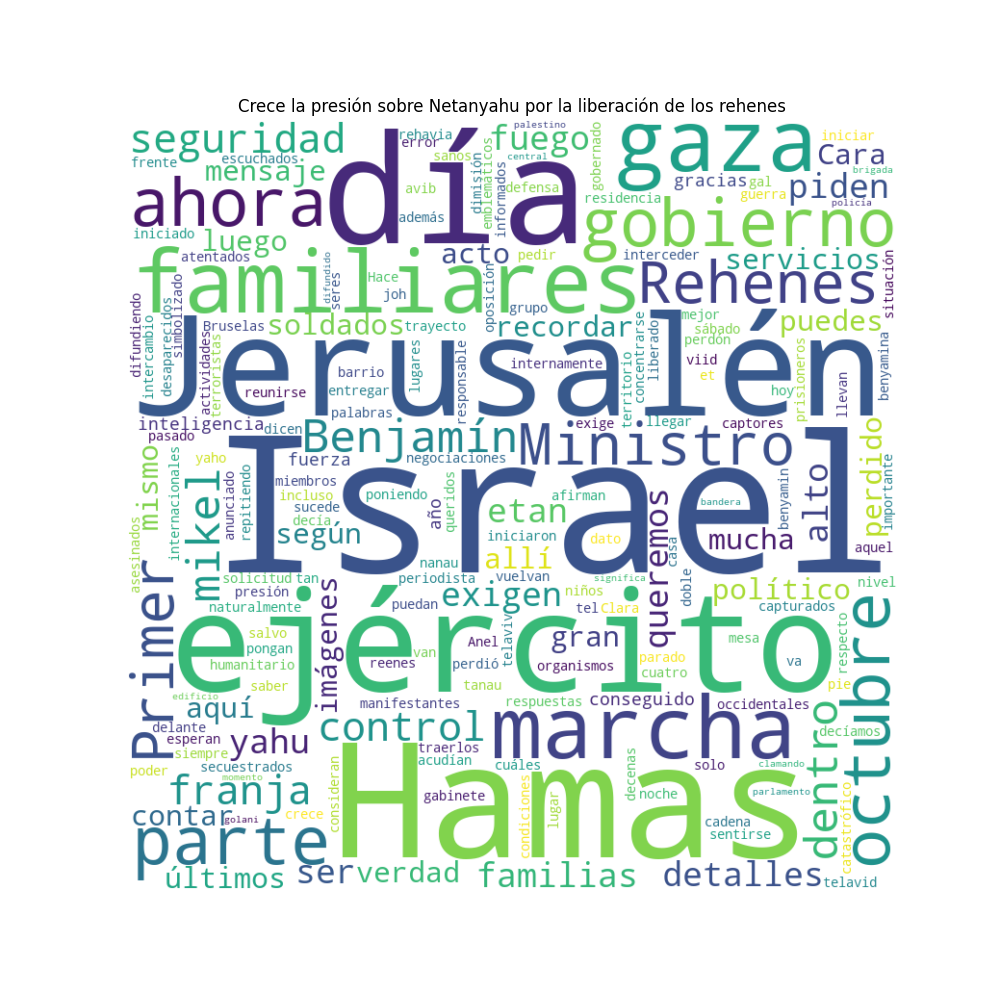 Crece la presión sobre Netanyahu por la liberación de los rehenes
seguridad
rehavia
error
día
palestino
fuego
gobernado
gaza
iniciar
Cara
brigada
frente
escuchados
mensaje
sanos
emblemáticos
central
dimisión
informados
defensa
residencia
gracias
gal
guerra
piden
policía
ahora
avib
además
iniciado
luego
acto
pedir
gobierno
interceder
servicios
situación
atentados
familiares
difundido
seres
Hace
joh
oposición
grupo
Rehenes
difundiendo
intercambio
desaparecidos
simbolizado
actividades
terroristas
Bruselas
soldados
trayecto
recordar
concentrarse
liberado
mejor
sábado
perdón
puedes
benyamina
Jerusalén
barrio
lugares
responsable
internamente
territorio
viid
et
hoy
prisioneros
llevan
reunirse
entregar
palabras
inteligencia
dicen
exige
llegar
captores
pasado
Benjamín
Ministro
mismo
internacionales
yaho
mikel
anunciado
repitiendo
fuerza
negociaciones
Israel
alto
perdido
importante
miembros
incluso
sucede
decía
poniendo
año
queridos
afirman
etan
bandera
benyamin
según
iniciaron
dato
queremos
casa
mucha
aquel
asesinados
allí
nanau
periodista
vuelvan
significa
doble
político
nivel
solicitud
tan
presión
naturalmente
imágenes
puedan
exigen
niños
tel
Clara
capturados
respecto
Primer
salvo
pongan
ejército
Anel
telaviv
gran
mesa
octubre
humanitario
saber
reenes
van
perdió
organismos
parado
cuatro
va
edificio
tanau
pie
aquí
manifestantes
respuestas
conseguido
occidentales
dentro
delante
esperan
yahu
control
marcha
decíamos
siempre
traerlos
acudían
cuáles
solo
poder
secuestrados
momento
clamando
franja
consideran
Hamas
gabinete
condiciones
lugar
decenas
noche
parlamento
catastrófico
contar
golani
crece
cadena
sentirse
parte
últimos
ser
verdad
familias
detalles
telavid